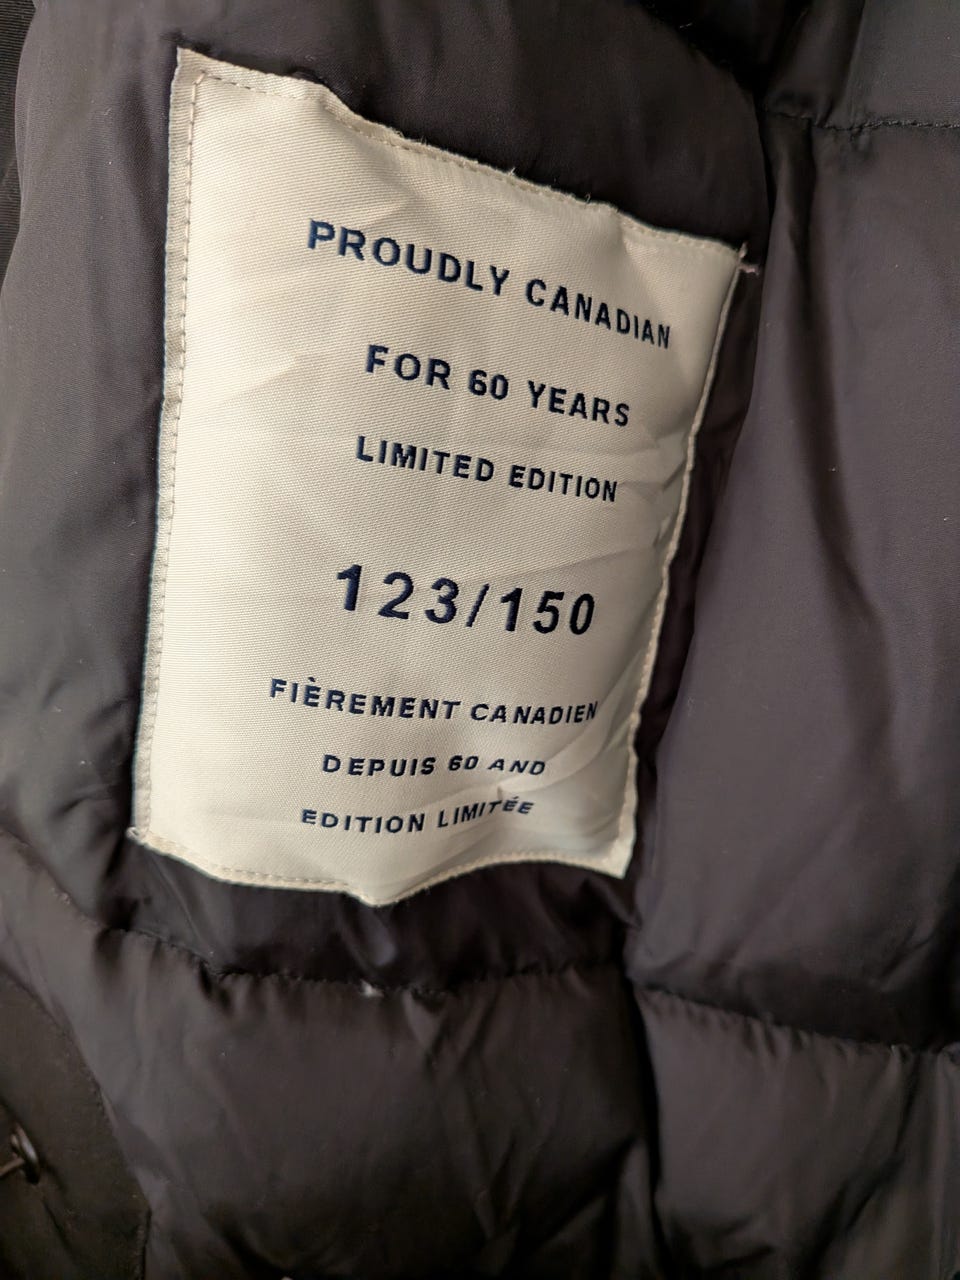 PROUDLY CANADIAN
FOR 60 YEARS
LIMITED EDITION
123/150
FIÈREMENT CANADIEN
DEPUIS 60 AND
EDITION LIMITÉE